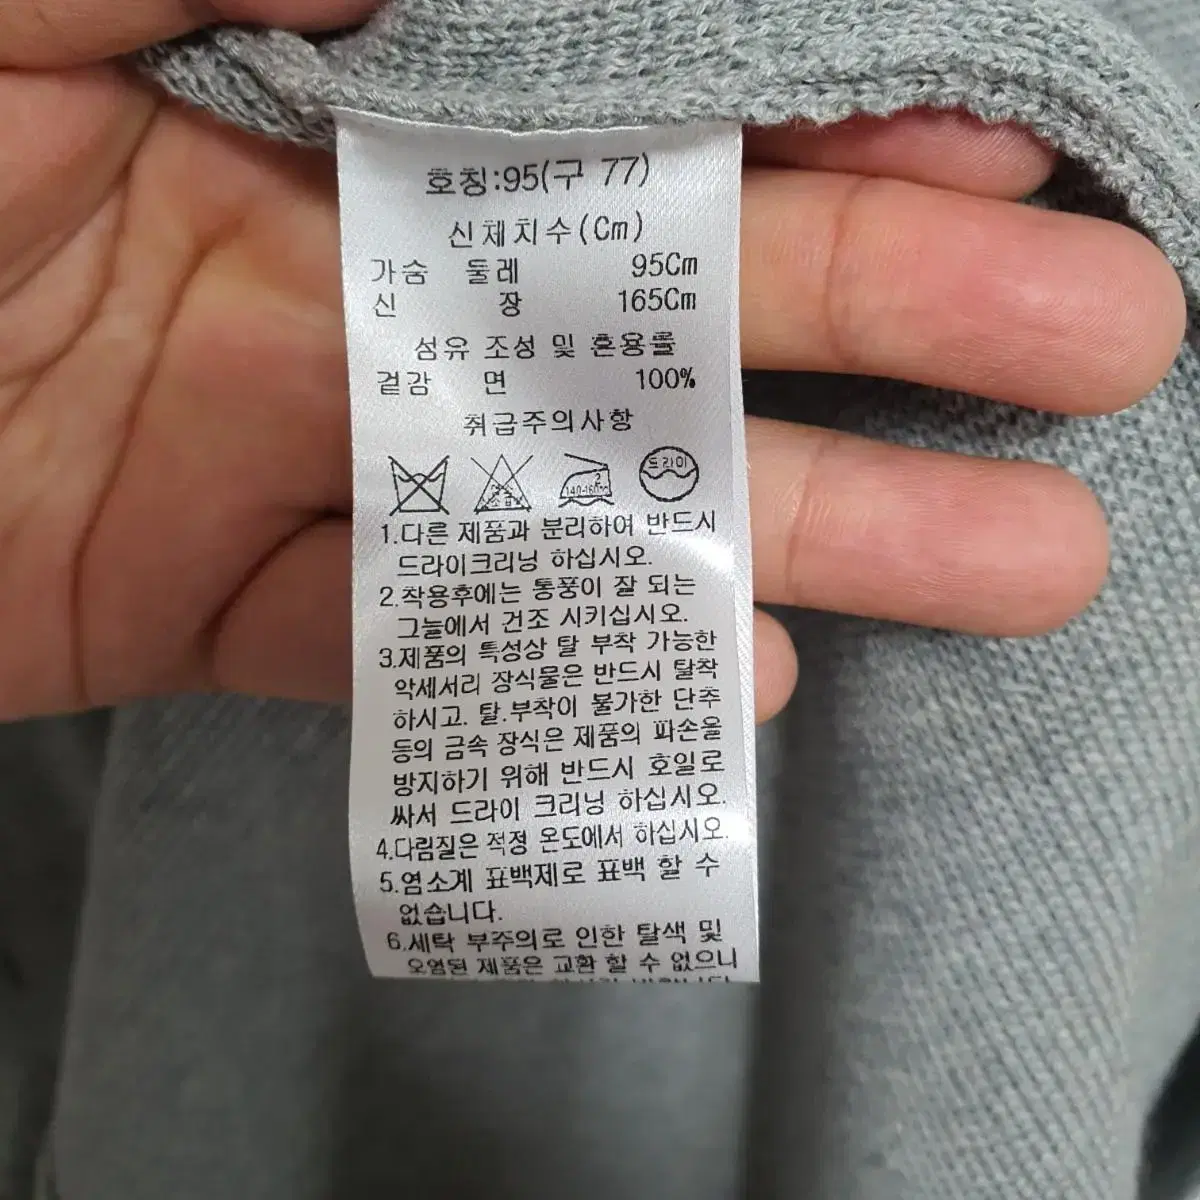 호칭:95(구 77)
신체치수(Cm)
가슴 둘레 95Cm
신 장 165Cm
섬유 조성 및 혼용률
겉감 면 100%
취급주의사항
2
140-160℃
드라이
1.다른 제품과 분리하여 반드시
드라이크리닝 하십시오.
2.착용후에는 통풍이 잘 되는
그늘에서 건조 시키십시오.
3.제품의 특성상 탈 부착 가능한
악세서리 장식물은 반드시 탈착
하시고. 탈.부착이 불가한 단추
등의 금속 장식은 제품의 파손을
방지하기 위해 반드시 호일로
싸서 드라이 크리닝 하십시오.
4.다림질은 적정 온도에서 하십시오.
5.염소계 표백제로 표백 할 수
없습니다.
6.세탁 부주의로 인한 탈색 및
오염된 제품은 교환 할 수 없으니